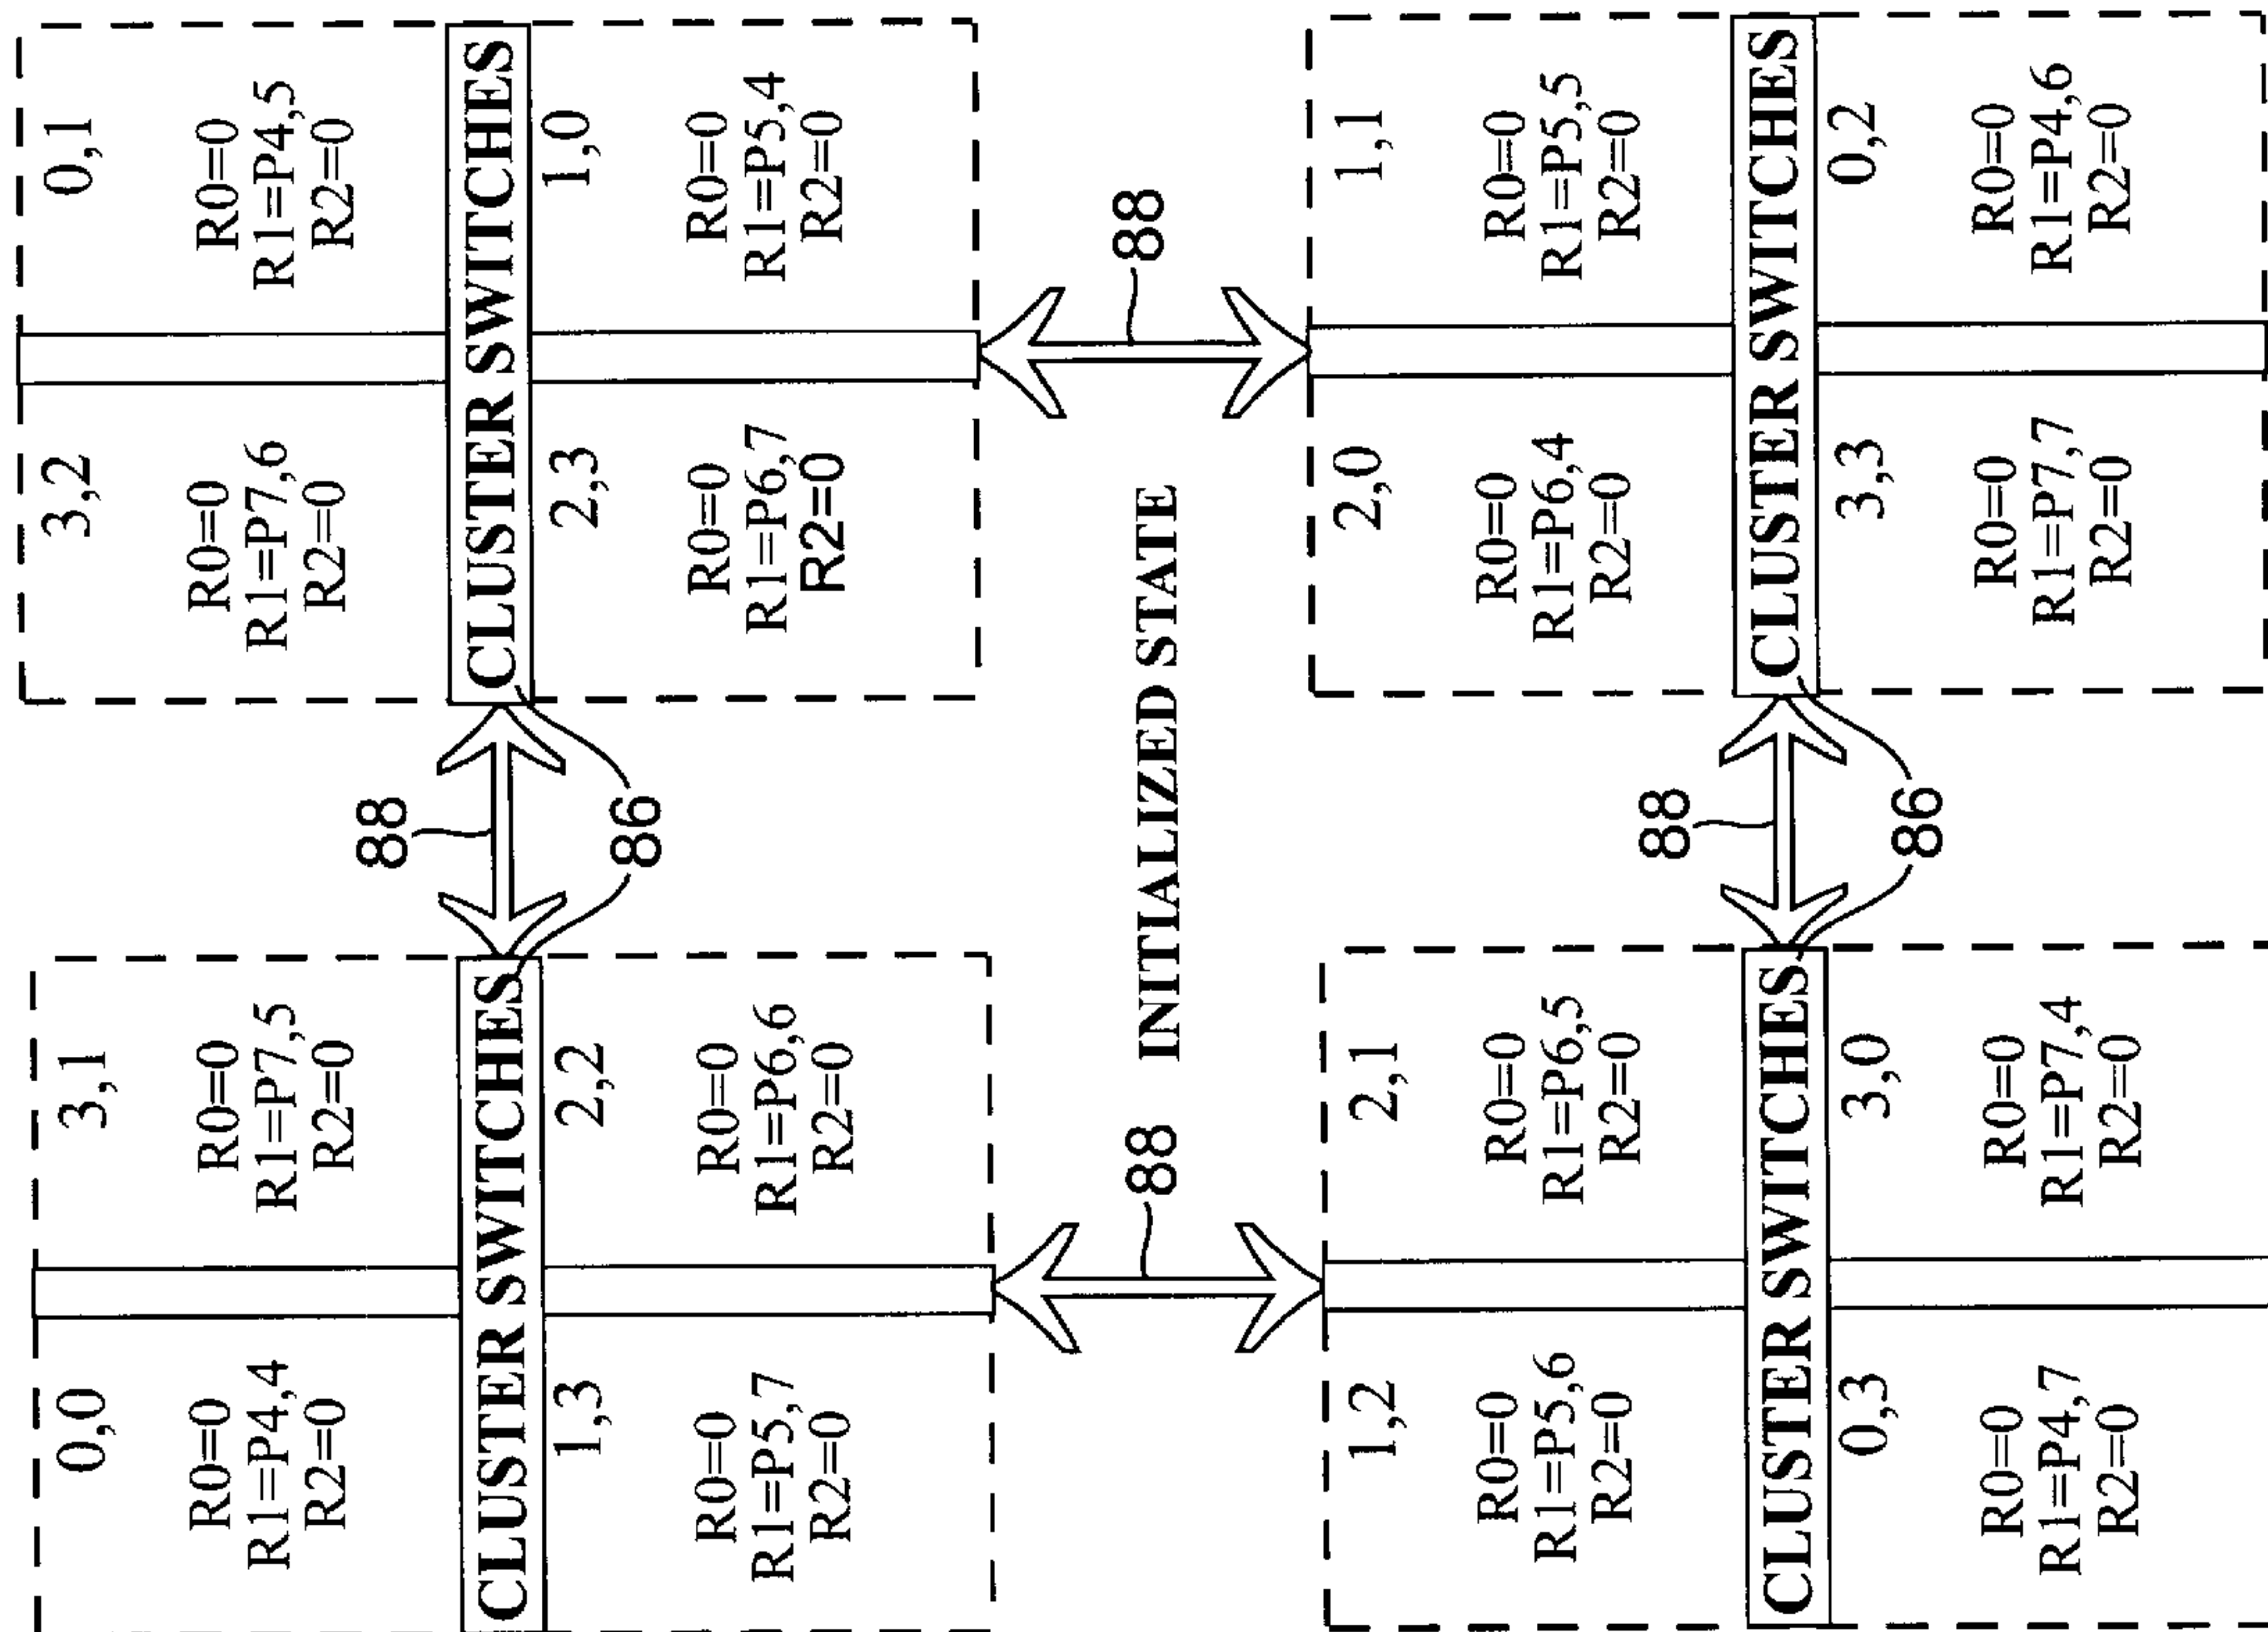 0,0
R0=0
R1=P4,4
R2=0
3,1
R0=0
R1=P7,5
R2=0
3,2
R0=0
R1=P7,6
R2=0
0,1
R0=0
R1=P4,5
R2=0
88
CLUSTER SWITCHES
CLUSTER SWITCHES
86
1,3
R0=0
R1=P5,7
R2=0
2,2
R0=0
R1=P6,6
R2=0
2,3
R0=0
R1=P6,7
R2=0
1,0
R0=0
R1=P5,4
R2=0
88
INITIALIZED STATE
88
1,2
R0=0
R1=P5,6
R2=0
2,1
R0=0
R1=P6,5
R2=0
2,0
R0=0
R1=P6,4
R2=0
1,1
R0=0
R1=P5,5
R2=0
88
CLUSTER SWITCHES
CLUSTER SWITCHES
86
0,3
R0=0
R1=P4,7
R2=0
3,0
R0=0
R1=P7,4
R2=0
3,3
R0=0
R1=P7,7
R2=0
0,2
R0=0
R1=P4,6
R2=0